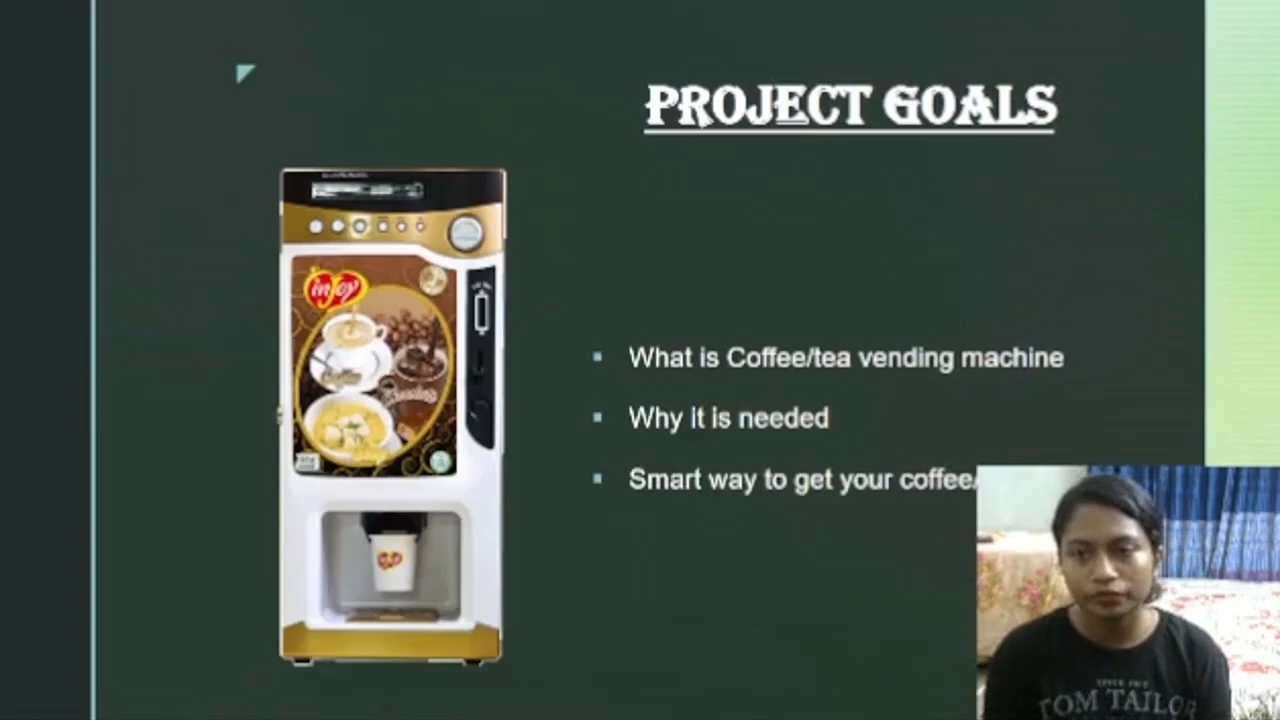 PROJECT GOALS
injoy
What is Coffee/tea vending machine
Why it is needed
Smart way to get your coffee/
TOM TAILOR